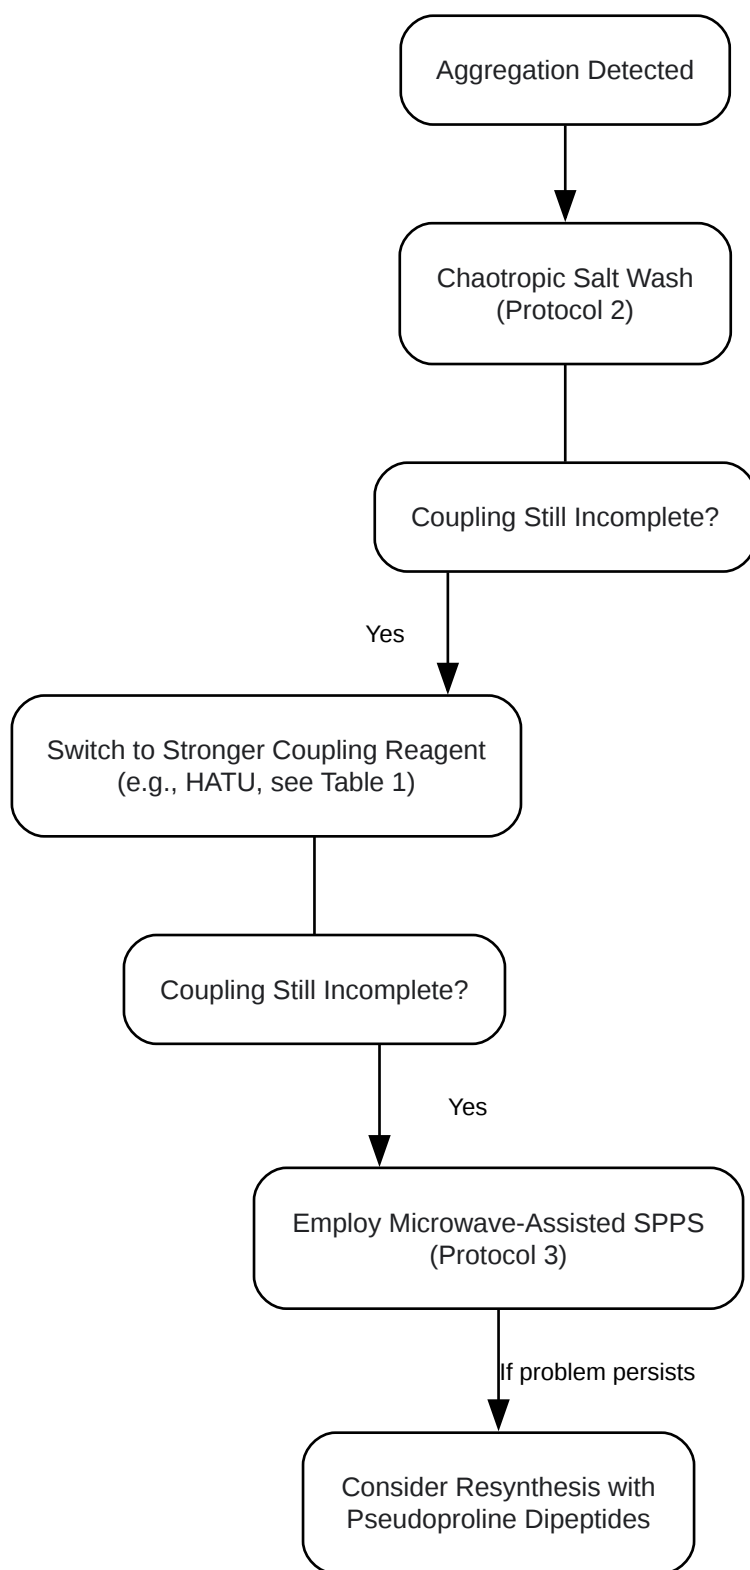 Aggregation Detected
Chaotropic Salt Wash
(Protocol 2)
Coupling Still Incomplete?
Yes
Switch to Stronger Coupling Reagent
(e.g., HATU, see Table 1)
Coupling Still Incomplete?
Yes
Employ Microwave-Assisted SPPS
(Protocol 3)
If problem persists
Consider Resynthesis with
Pseudoproline Dipeptides